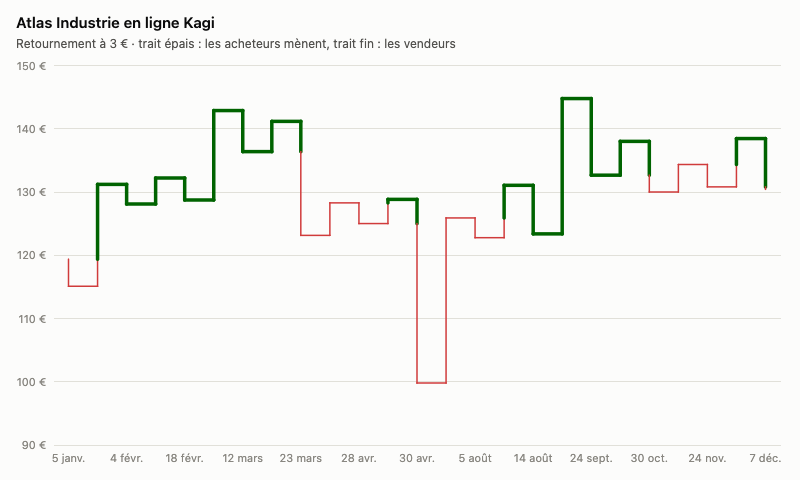 Atlas Industrie en ligne Kagi
Retournement à 3 € · trait épais : les acheteurs mènent, trait fin : les vendeurs
150 €
140 €
130 €
120 €
110 €
100 €
90 €
5 janv. 4 févr. 18 févr. 12 mars 23 mars 28 avr. 30 avr. 5 août 14 août 24 sept. 30 oct. 24 nov. 7 déc.